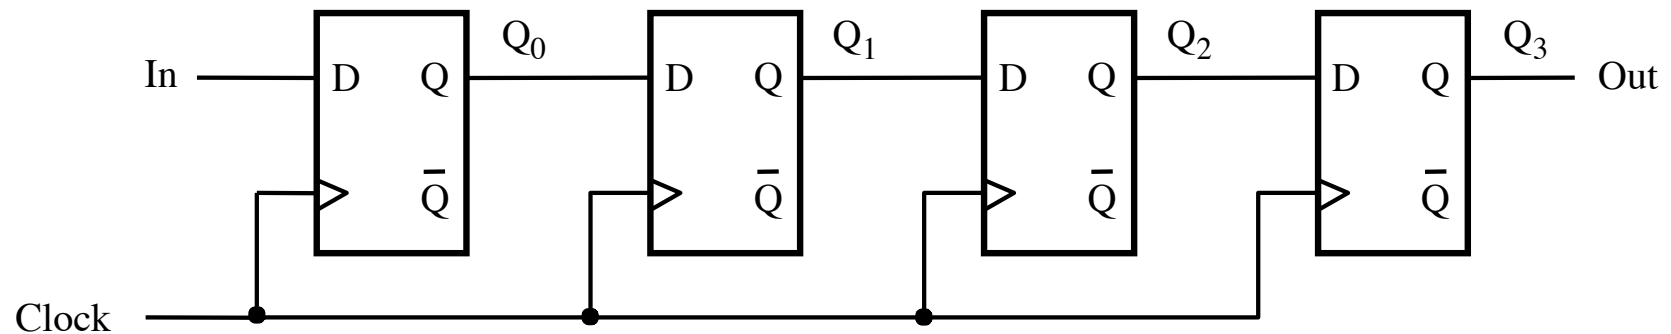 Q₀ Q₁ Q₂ Q₃
In D Q D Q D Q D Q Out
Q̅ Q̅ Q̅ Q̅
Clock